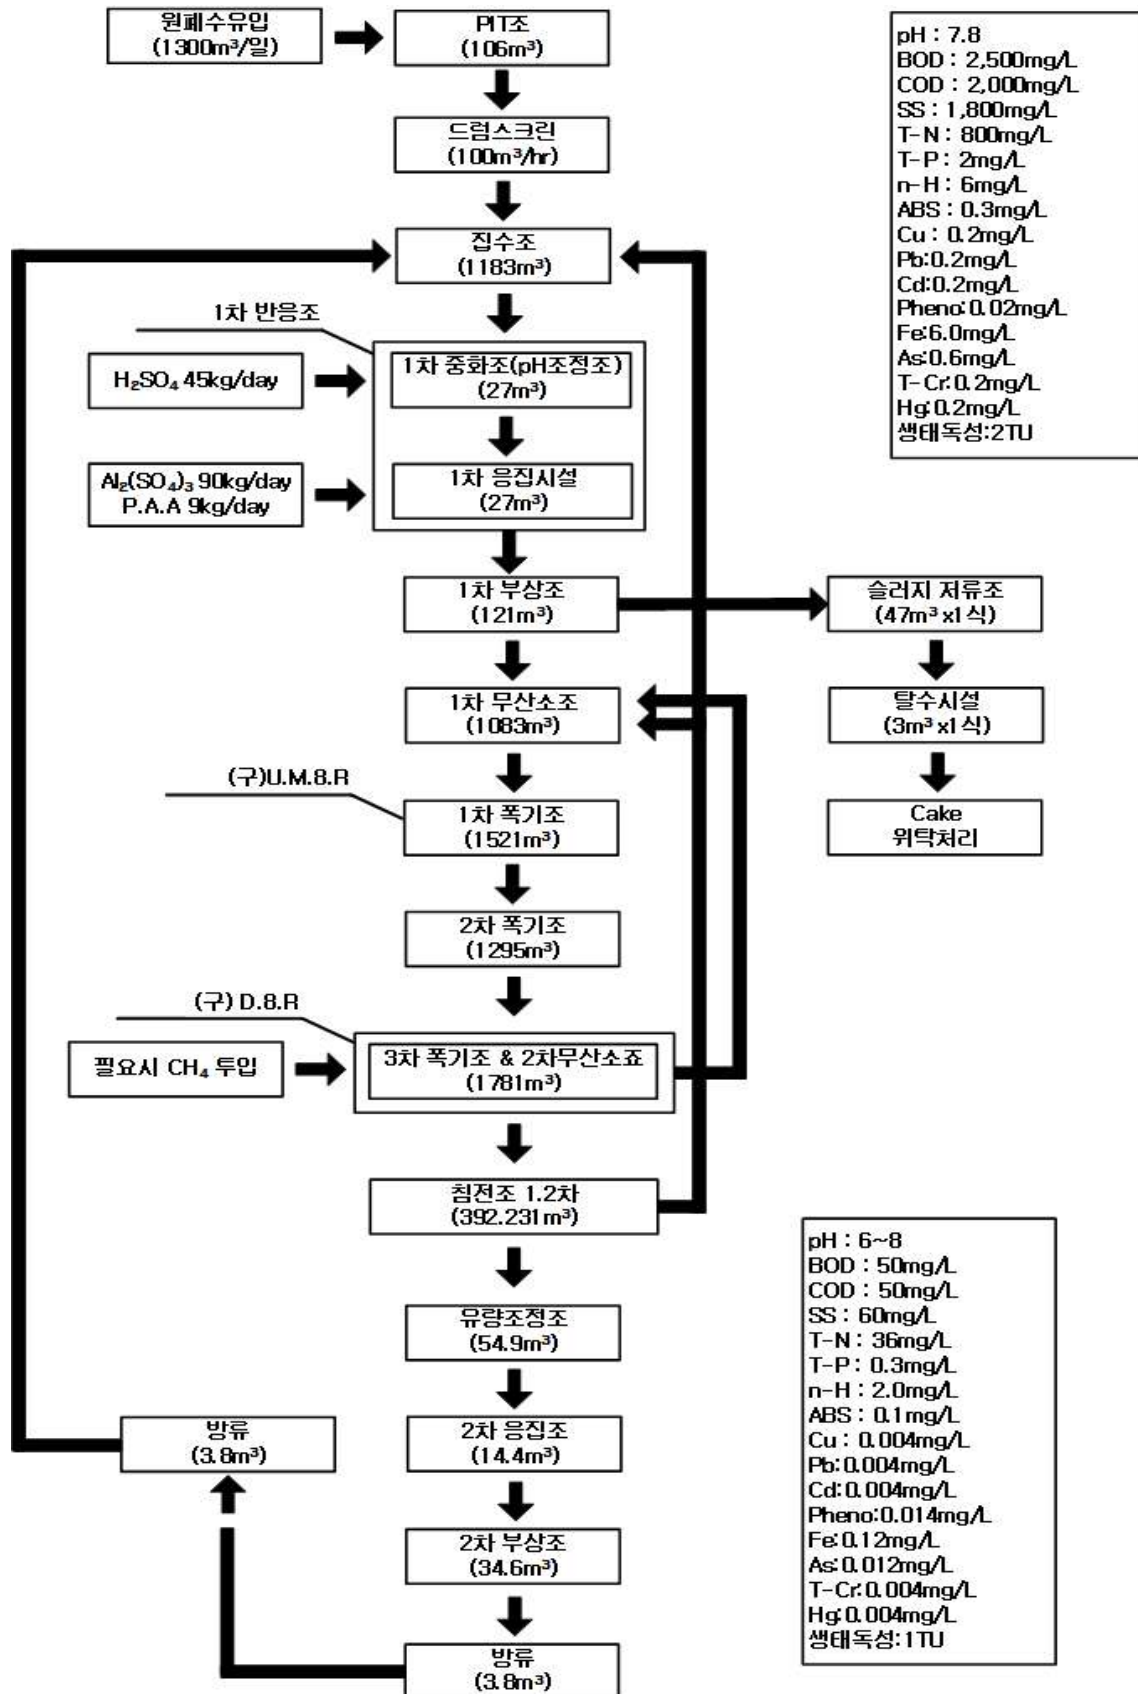 원폐수유입
(1300m³/일)
PIT조
(106m³)
드럼스크린
(100m³/hr)
집수조
(1183m³)
1차 반응조
H₂SO₄ 45kg/day
1차 중화조(pH조정조)
(27m³)
Al₂(SO₄)₃ 90kg/day
P.A.A 9kg/day
1차 응집시설
(27m³)
1차 부상조
(121m³)
슬러지 저류조
(47m³ x1식)
1차 무산소조
(1083m³)
탈수시설
(3m³ x1식)
(구)U.M.8.R
1차 폭기조
(1521m³)
Cake
위탁처리
2차 폭기조
(1295m³)
(구) D.8.R
필요시 CH₄ 투입
3차 폭기조 & 2차무산소죠
(1781m³)
침전조 1.2차
(392.231m³)
유량조정조
(54.9m³)
방류
(3.8m³)
2차 응집조
(14.4m³)
2차 부상조
(34.6m³)
방류
(3.8m³)
pH : 7.8
BOD : 2,500mg/L
COD : 2,000mg/L
SS : 1,800mg/L
T-N : 800mg/L
T-P : 2mg/L
n-H : 6mg/L
ABS : 0.3mg/L
Cu : 0.2mg/L
Pb:0.2mg/L
Cd:0.2mg/L
Pheno:0.02mg/L
Fe:6.0mg/L
As:0.6mg/L
T-Cr:0.2mg/L
Hg:0.2mg/L
생태독성:2TU
pH : 6~8
BOD : 50mg/L
COD : 50mg/L
SS : 60mg/L
T-N : 36mg/L
T-P : 0.3mg/L
n-H : 2.0mg/L
ABS : 0.1mg/L
Cu : 0.004mg/L
Pb:0.004mg/L
Cd:0.004mg/L
Pheno:0.014mg/L
Fe:0.12mg/L
As:0.012mg/L
T-Cr:0.004mg/L
Hg:0.004mg/L
생태독성:1TU